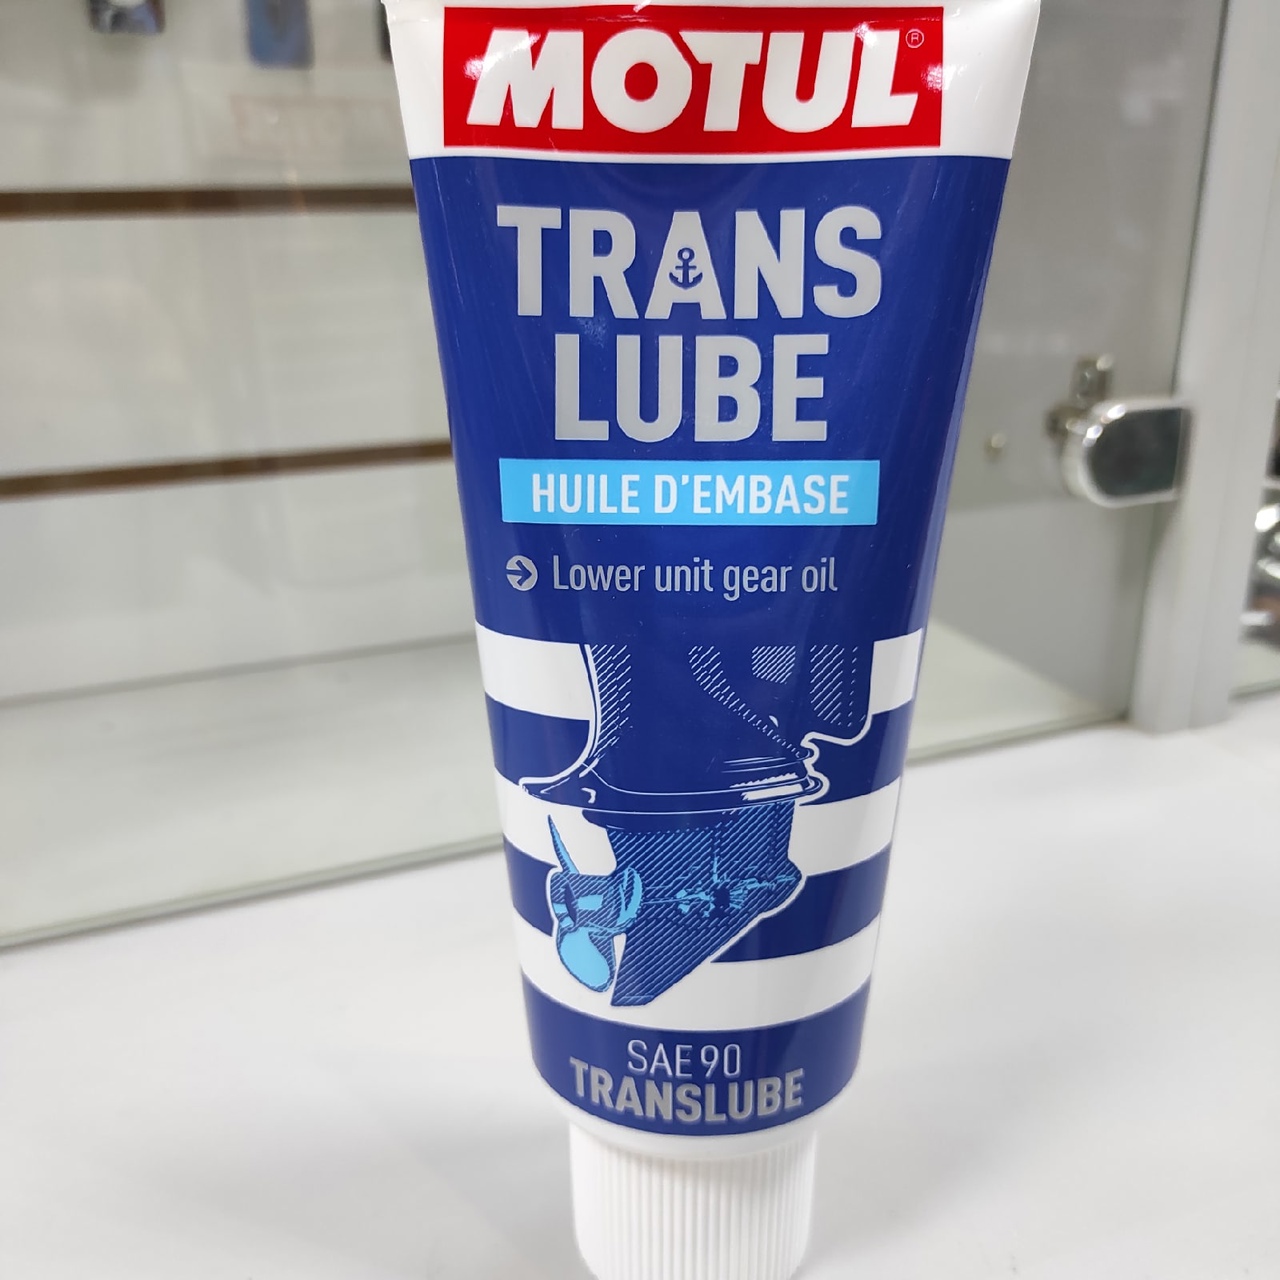 MOTUL®
TRANS
LUBE
HUILE D'EMBASE
Lower unit gear oil
SAE 90
TRANSLUBE